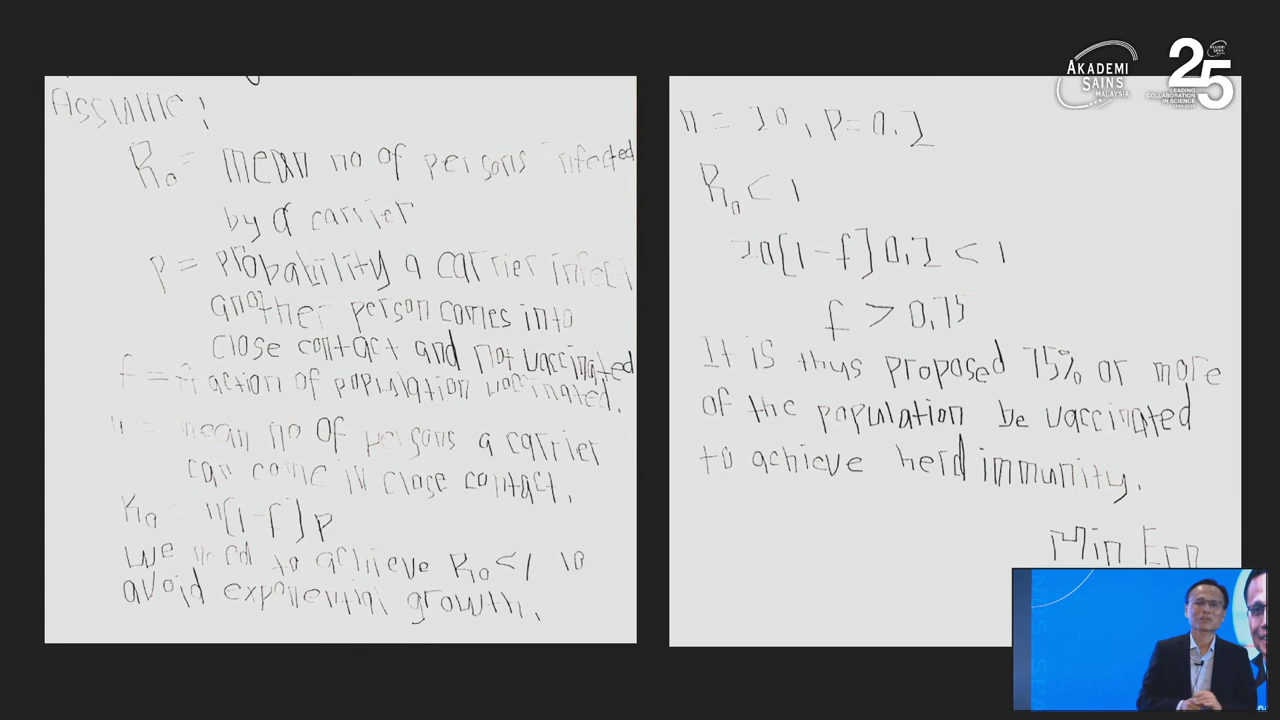 Assume:
R₀ = mean no of persons infected
by a carrier
p = probability a carrier infect
another person comes into
close contact and not vaccinated
f = fraction of population vaccinated.
n = mean no of persons a carrier
can come in close contact.
R₀ = n[1-f]p
We need to achieve R₀ < 1 to
avoid exponential growth.
n = 20, p = 0.2
R₀ < 1
20[1-f]0.2 < 1
f > 0.75
It is thus proposed 75% or more
of the population be vaccinated
to achieve herd immunity.
Min Ern
AKADEMI
SAINS
MALAYSIA
25
LEADING
COLLABORATION
IN SCIENCE